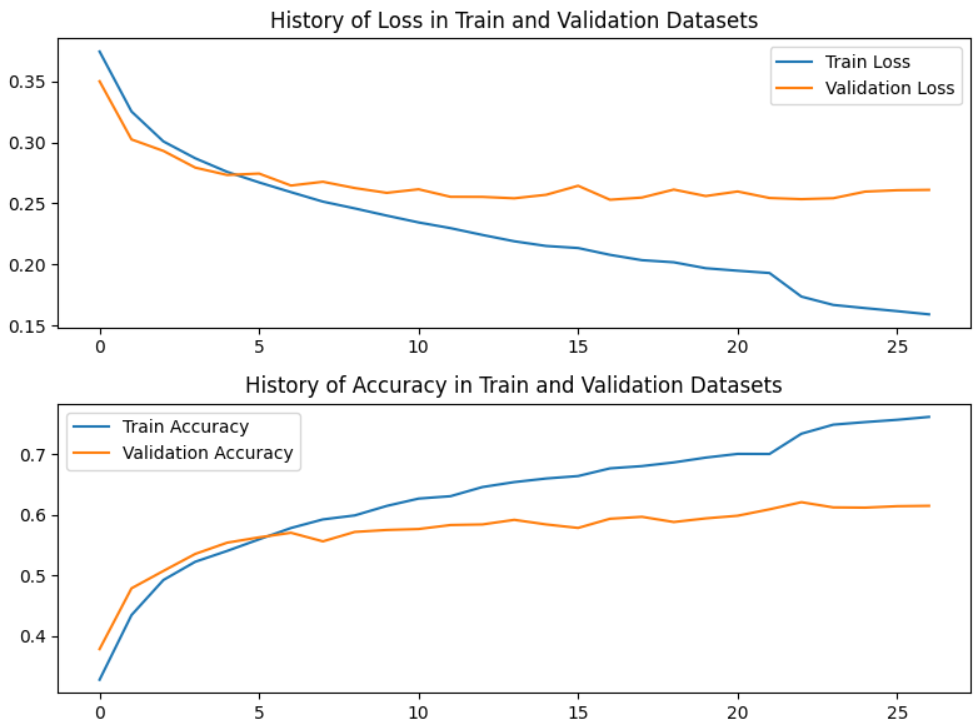 History of Loss in Train and Validation Datasets
Train Loss
Validation Loss
0.35
0.30
0.25
0.20
0.15
0 5 10 15 20 25
History of Accuracy in Train and Validation Datasets
Train Accuracy
Validation Accuracy
0.7
0.6
0.5
0.4
0 5 10 15 20 25